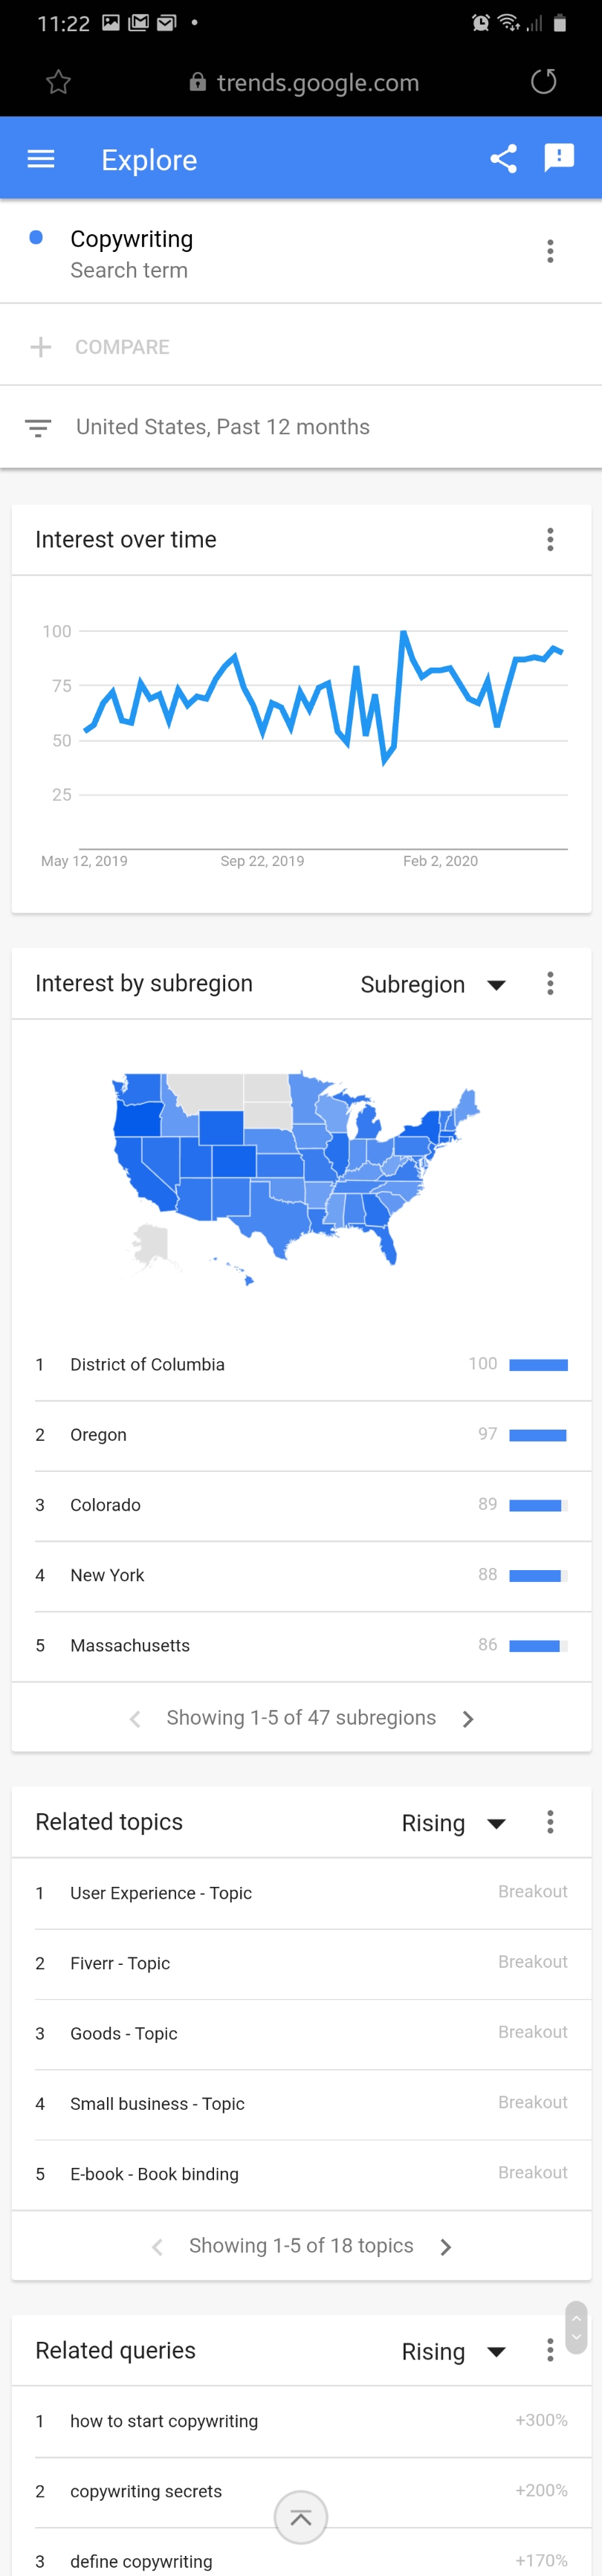 11:22
trends.google.com
Explore
Copywriting
Search term
COMPARE
United States, Past 12 months
Interest over time
100
75
50
25
May 12, 2019 Sep 22, 2019 Feb 2, 2020
Interest by subregion Subregion
1 District of Columbia 100
2 Oregon 97
3 Colorado 89
4 New York 88
5 Massachusetts 86
Showing 1-5 of 47 subregions
Related topics Rising
1 User Experience - Topic Breakout
2 Fiverr - Topic Breakout
3 Goods - Topic Breakout
4 Small business - Topic Breakout
5 E-book - Book binding Breakout
Showing 1-5 of 18 topics
Related queries Rising
1 how to start copywriting +300%
2 copywriting secrets +200%
3 define copywriting +170%